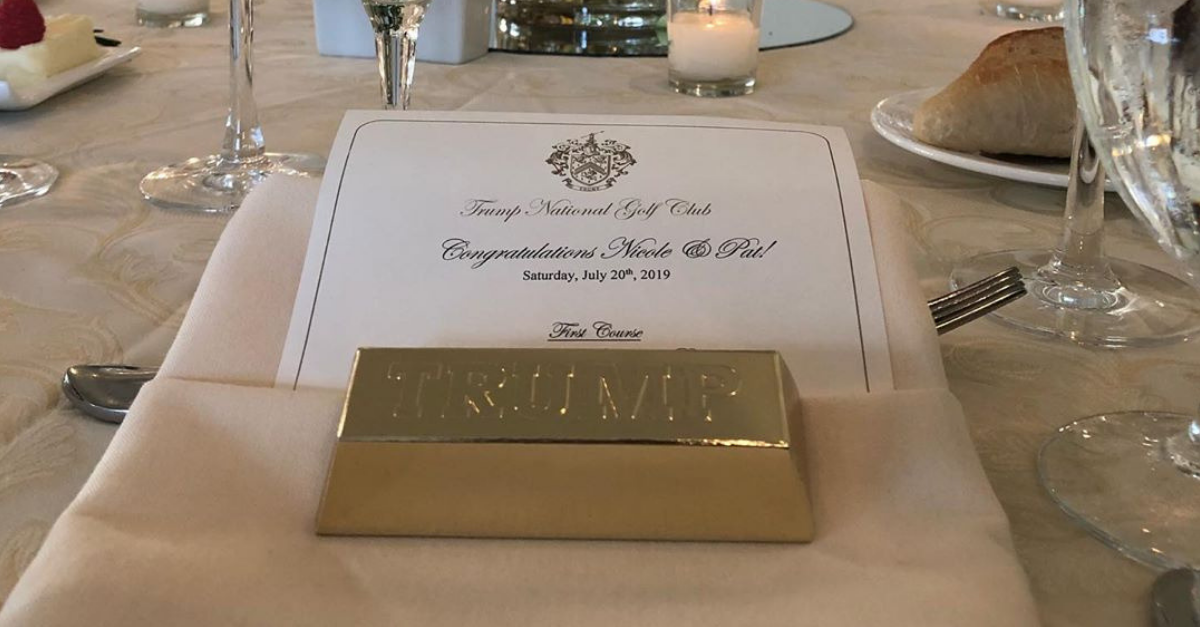 Trump National Golf Club
Congratulations Nicole & Pat!
Saturday, July 20th, 2019
First Course
TRUMP